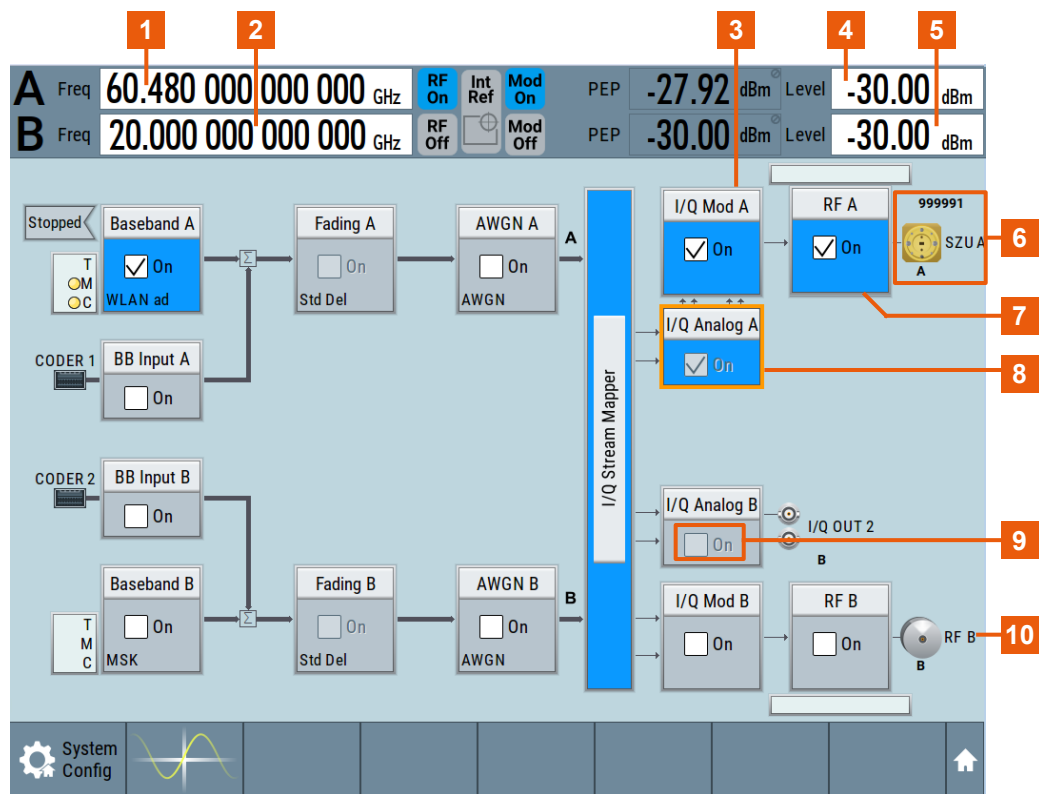 1 2 3 4 5
A Freq 60.480 000 000 000 GHz RF On Int Ref Mod On PEP -27.92 dBm Level -30.00 dBm
B Freq 20.000 000 000 000 GHz RF Off Mod Off PEP -30.00 dBm Level -30.00 dBm
Stopped Baseband A Fading A AWGN A A I/Q Mod A RF A 999991
T On Σ On On On On SZU A 6
M
C WLAN ad Std Del AWGN A
7
I/Q Analog A
CODER 1 BB Input A On 8
On
I/Q Stream Mapper
CODER 2 BB Input B
On
I/Q Analog B
I/Q OUT 2
On 9
B
Baseband B Fading B AWGN B B I/Q Mod B RF B
T On Σ On On On On RF B 10
M
C MSK Std Del AWGN B
System
Config